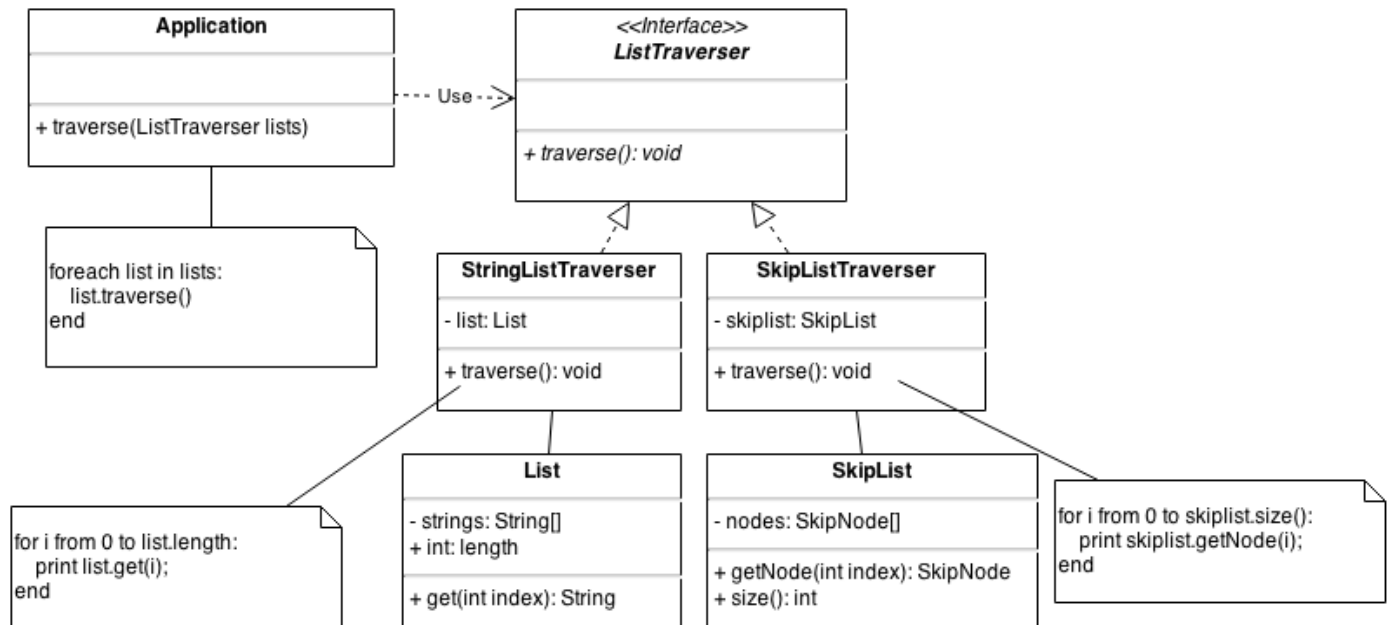 Application
+ traverse(ListTraverser lists)
Use
<<Interface>>
ListTraverser
+ traverse(): void
foreach list in lists:
list.traverse()
end
StringListTraverser
- list: List
+ traverse(): void
SkipListTraverser
- skiplist: SkipList
+ traverse(): void
for i from 0 to list.length:
print list.get(i);
end
List
- strings: String[]
+ int: length
+ get(int index): String
SkipList
- nodes: SkipNode[]
+ getNode(int index): SkipNode
+ size(): int
for i from 0 to skiplist.size():
print skiplist.getNode(i);
end